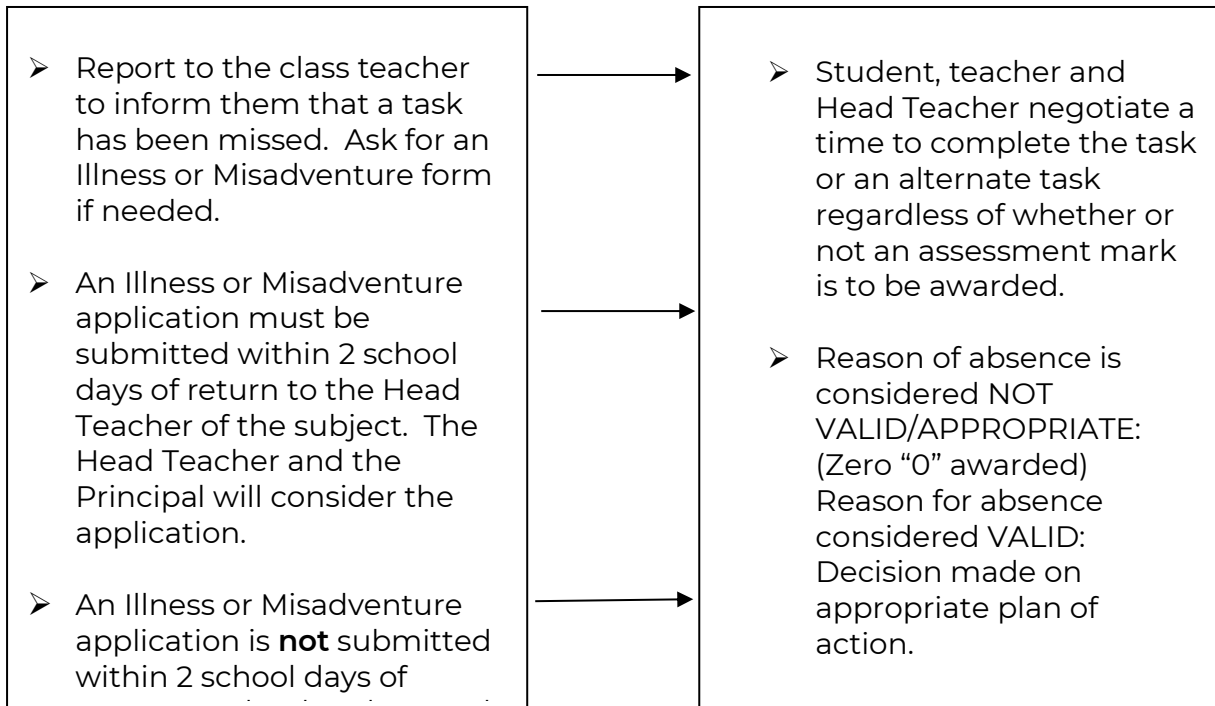 ➢ Report to the class teacher
to inform them that a task
has been missed.  Ask for an
Illness or Misadventure form
if needed.
➢ An Illness or Misadventure
application must be
submitted within 2 school
days of return to the Head
Teacher of the subject.  The
Head Teacher and the
Principal will consider the
application.
➢ An Illness or Misadventure
application is not submitted
within 2 school days of
➢ Student, teacher and
Head Teacher negotiate a
time to complete the task
or an alternate task
regardless of whether or
not an assessment mark
is to be awarded.
➢ Reason of absence is
considered NOT
VALID/APPROPRIATE:
(Zero “0” awarded)
Reason for absence
considered VALID:
Decision made on
appropriate plan of
action.